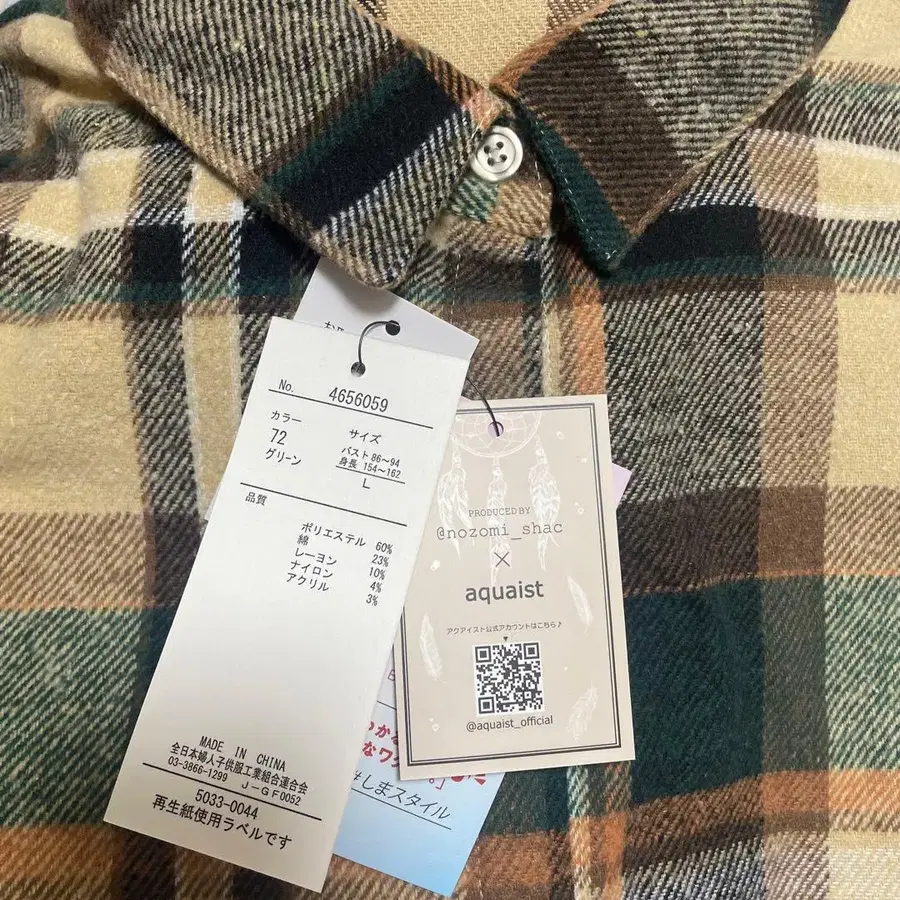 No. 4656059
カラー
72
グリーン
サイズ
バスト 86～94
身長 154～162
L
品質
ポリエステル 60%
綿 23%
レーヨン 10%
ナイロン 4%
アクリル 3%
MADE IN CHINA
全日本婦人子供服工業組合連合会
03-3866-1299 J-GF0052
5033-0044
再生紙使用ラベルです
PRODUCED BY
@nozomi_shac
×
aquaist
アクアイスト公式アカウントはこちら♪
▼
@aquaist_official
#しまスタイル